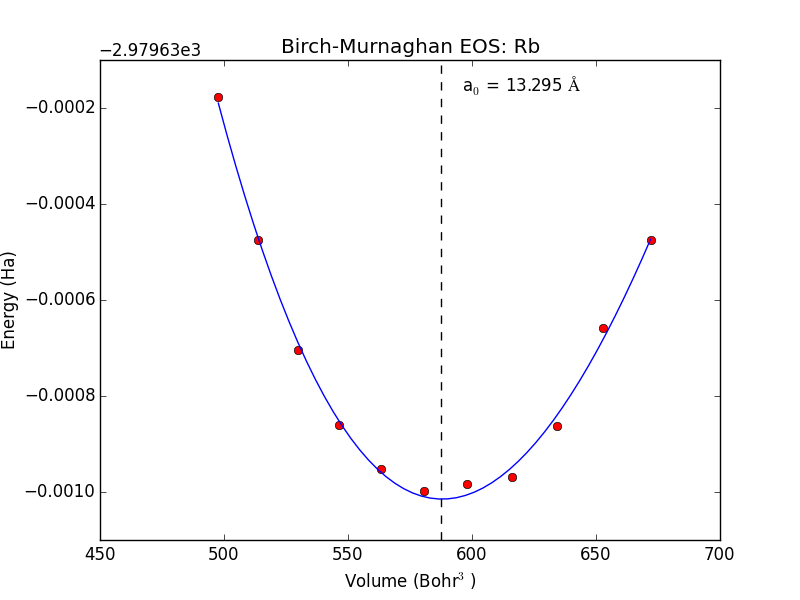 Birch-Murnaghan EOS: Rb
−2.97963e3
a₀ = 13.295 Å
−0.0002
−0.0004
−0.0006
−0.0008
−0.0010
Energy (Ha)
450 500 550 600 650 700
Volume (Bohr³ )